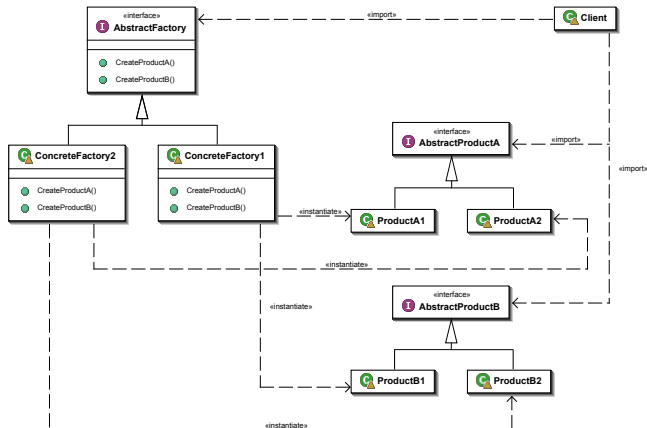 «interface»
AbstractFactory
CreateProductA()
CreateProductB()
«import»
Client
ConcreteFactory2
CreateProductA()
CreateProductB()
ConcreteFactory1
CreateProductA()
CreateProductB()
«interface»
AbstractProductA
«import»
«import»
«instantiate»
ProductA1
ProductA2
«instantiate»
«interface»
AbstractProductB
«instantiate»
ProductB1
ProductB2
«instantiate»